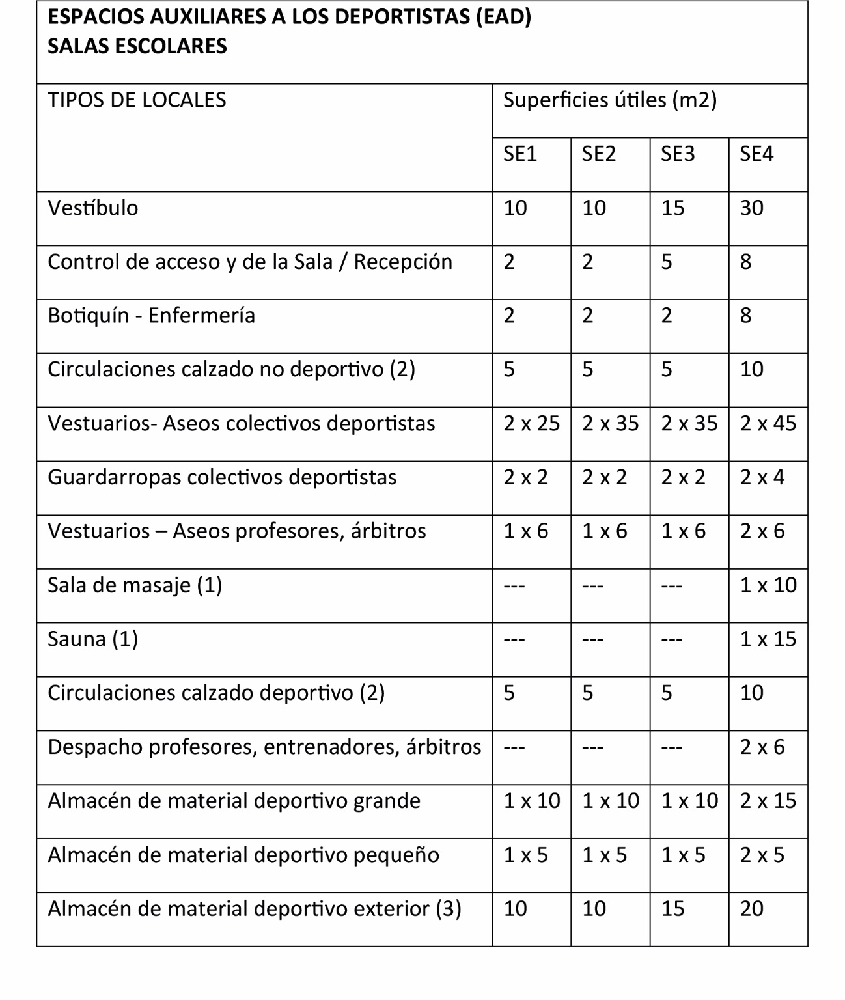 ESPACIOS AUXILIARES A LOS DEPORTISTAS (EAD)
SALAS ESCOLARES
TIPOS DE LOCALES Superficies útiles (m2)
SE1 SE2 SE3 SE4
Vestíbulo 10 10 15 30
Control de acceso y de la Sala / Recepción 2 2 5 8
Botiquín - Enfermería 2 2 2 8
Circulaciones calzado no deportivo (2) 5 5 5 10
Vestuarios- Aseos colectivos deportistas 2 x 25 2 x 35 2 x 35 2 x 45
Guardarropas colectivos deportistas 2 x 2 2 x 2 2 x 2 2 x 4
Vestuarios – Aseos profesores, árbitros 1 x 6 1 x 6 1 x 6 2 x 6
Sala de masaje (1) --- --- --- 1 x 10
Sauna (1) --- --- --- 1 x 15
Circulaciones calzado deportivo (2) 5 5 5 10
Despacho profesores, entrenadores, árbitros --- --- --- 2 x 6
Almacén de material deportivo grande 1 x 10 1 x 10 1 x 10 2 x 15
Almacén de material deportivo pequeño 1 x 5 1 x 5 1 x 5 2 x 5
Almacén de material deportivo exterior (3) 10 10 15 20